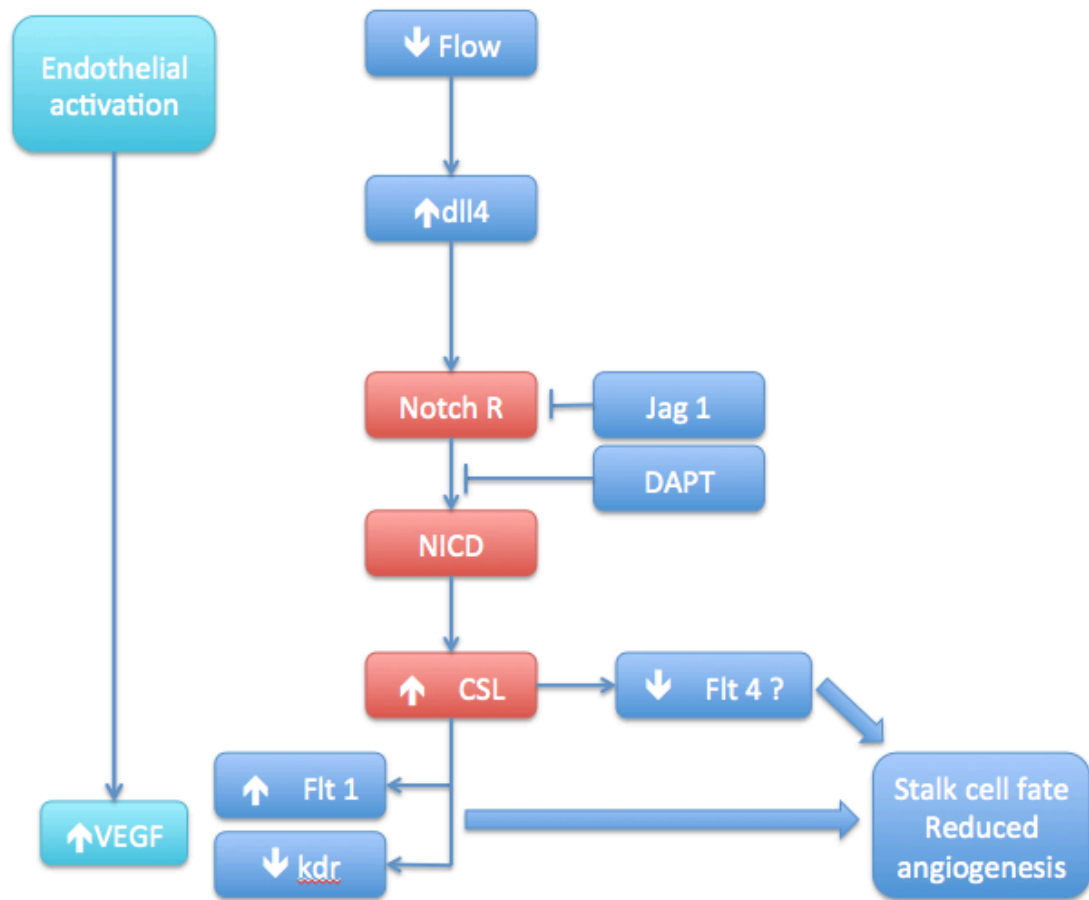 Endothelial
activation
Flow
dll4
Notch R
Jag 1
DAPT
NICD
CSL
Flt 4 ?
Flt 1
VEGF
kdr
Stalk cell fate
Reduced
angiogenesis